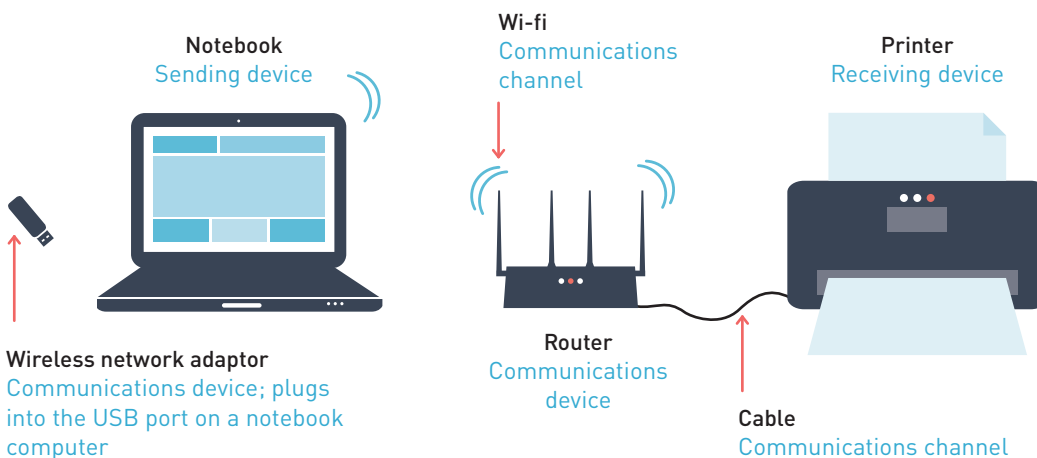 Notebook
Sending device
Wi-fi
Communications
channel
Printer
Receiving device
Wireless network adaptor
Communications device; plugs
into the USB port on a notebook
computer
Router
Communications
device
Cable
Communications channel